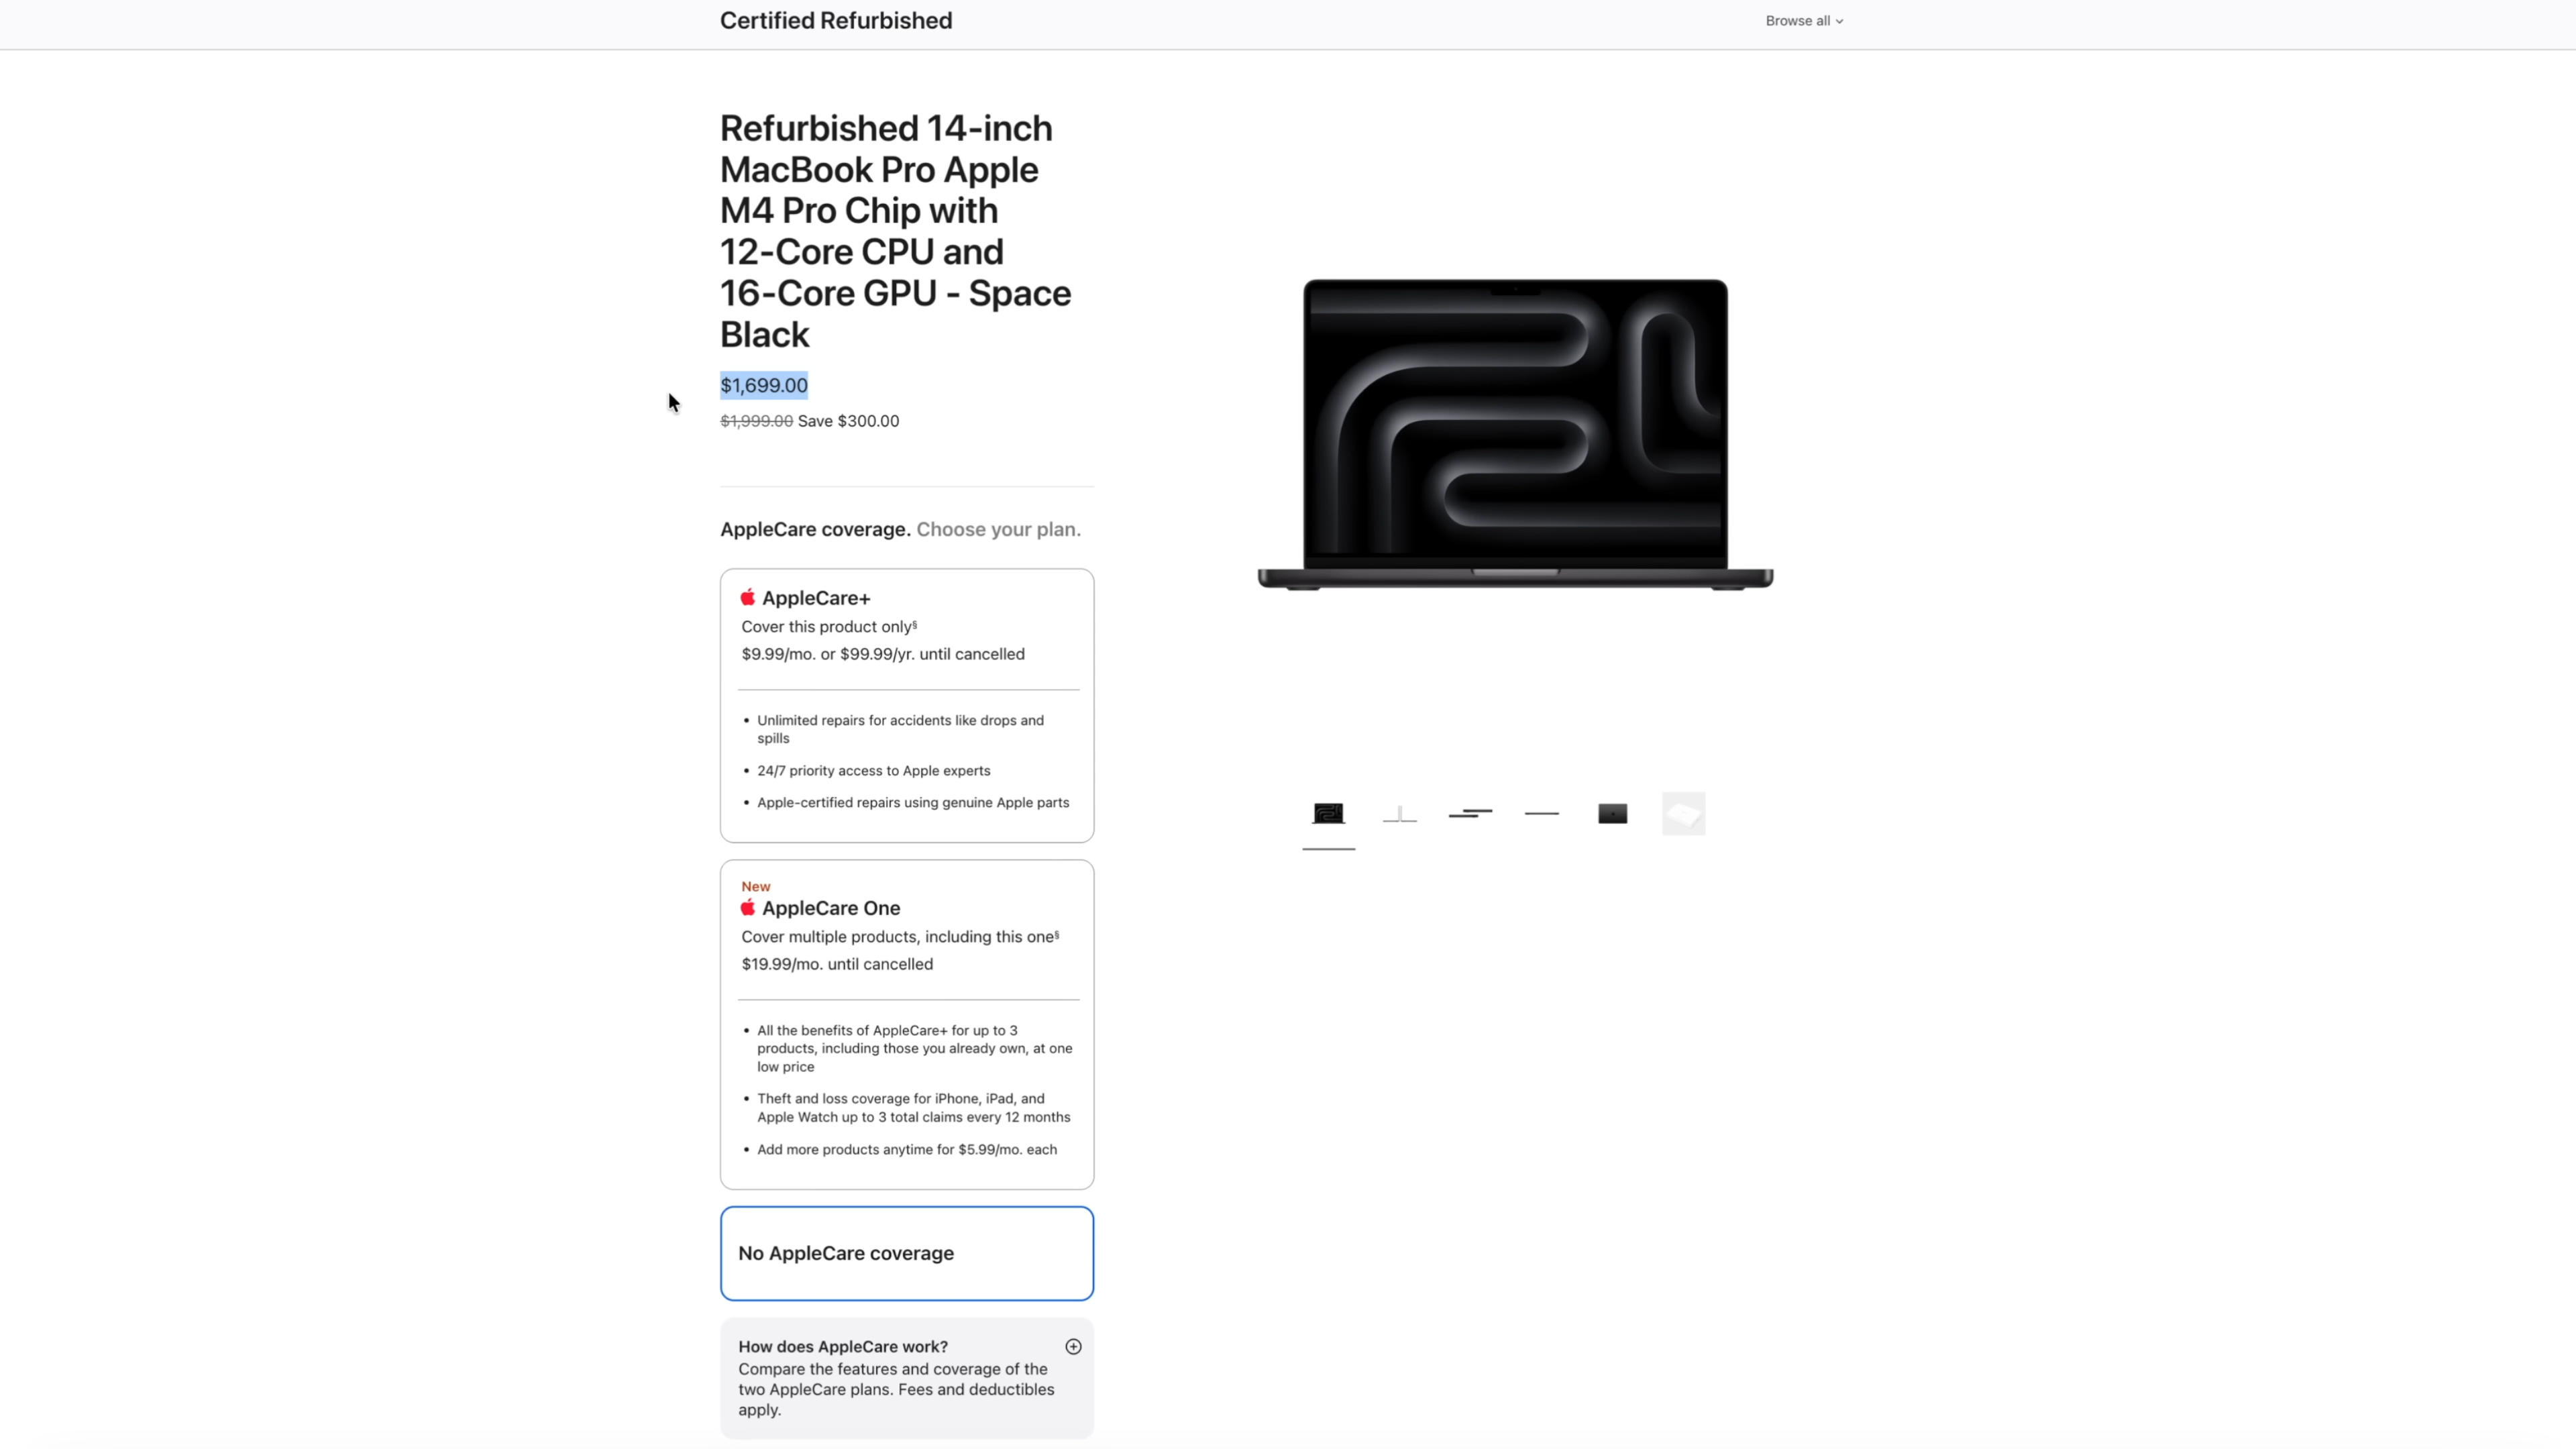 Certified Refurbished
Browse all
Refurbished 14-inch
MacBook Pro Apple
M4 Pro Chip with
12-Core CPU and
16-Core GPU - Space
Black
$1,699.00
$1,999.00 Save $300.00
AppleCare coverage. Choose your plan.
AppleCare+
Cover this product only§
$9.99/mo. or $99.99/yr. until cancelled
• Unlimited repairs for accidents like drops and
spills
• 24/7 priority access to Apple experts
• Apple-certified repairs using genuine Apple parts
New
AppleCare One
Cover multiple products, including this one§
$19.99/mo. until cancelled
• All the benefits of AppleCare+ for up to 3
products, including those you already own, at one
low price
• Theft and loss coverage for iPhone, iPad, and
Apple Watch up to 3 total claims every 12 months
• Add more products anytime for $5.99/mo. each
No AppleCare coverage
How does AppleCare work?
Compare the features and coverage of the
two AppleCare plans. Fees and deductibles
apply.